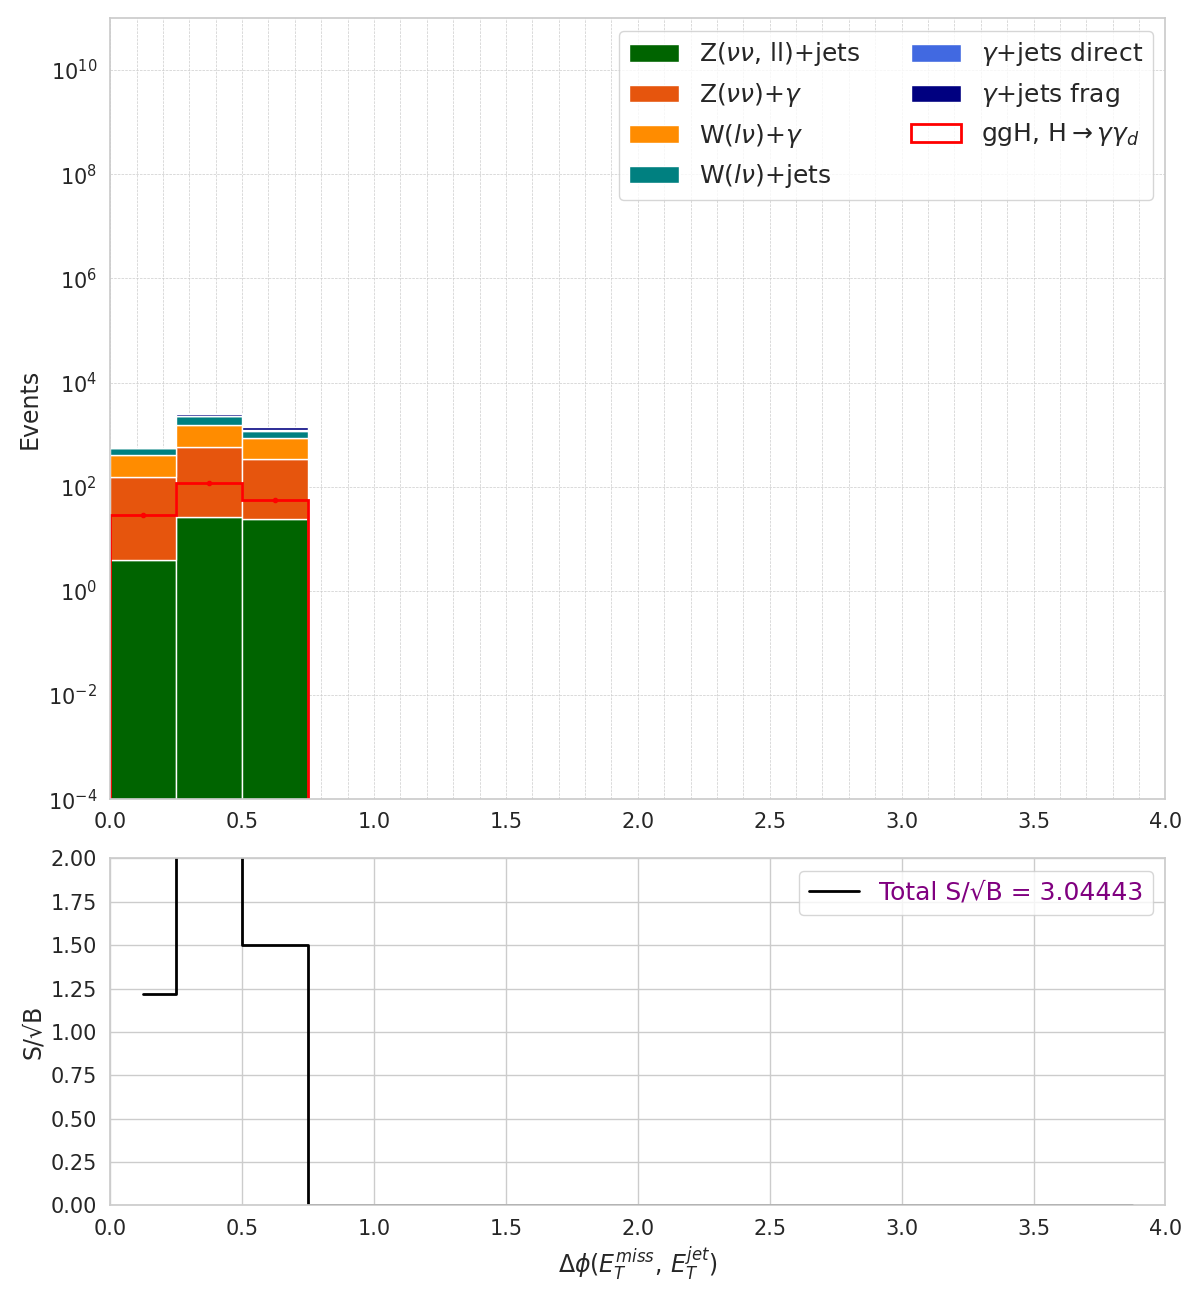 Z(νν, ll)+jets
Z(νν)+γ
W(lν)+γ
W(lν)+jets
γ+jets direct
γ+jets frag
ggH, H→γγ_d
Events
10^10
10^8
10^6
10^4
10^2
10^0
10^−2
10^−4
0.0 0.5 1.0 1.5 2.0 2.5 3.0 3.5 4.0
Total S/√B = 3.04443
S/√B
2.00
1.75
1.50
1.25
1.00
0.75
0.50
0.25
0.00
0.0 0.5 1.0 1.5 2.0 2.5 3.0 3.5 4.0
Δϕ(E_T^miss, E_T^jet)